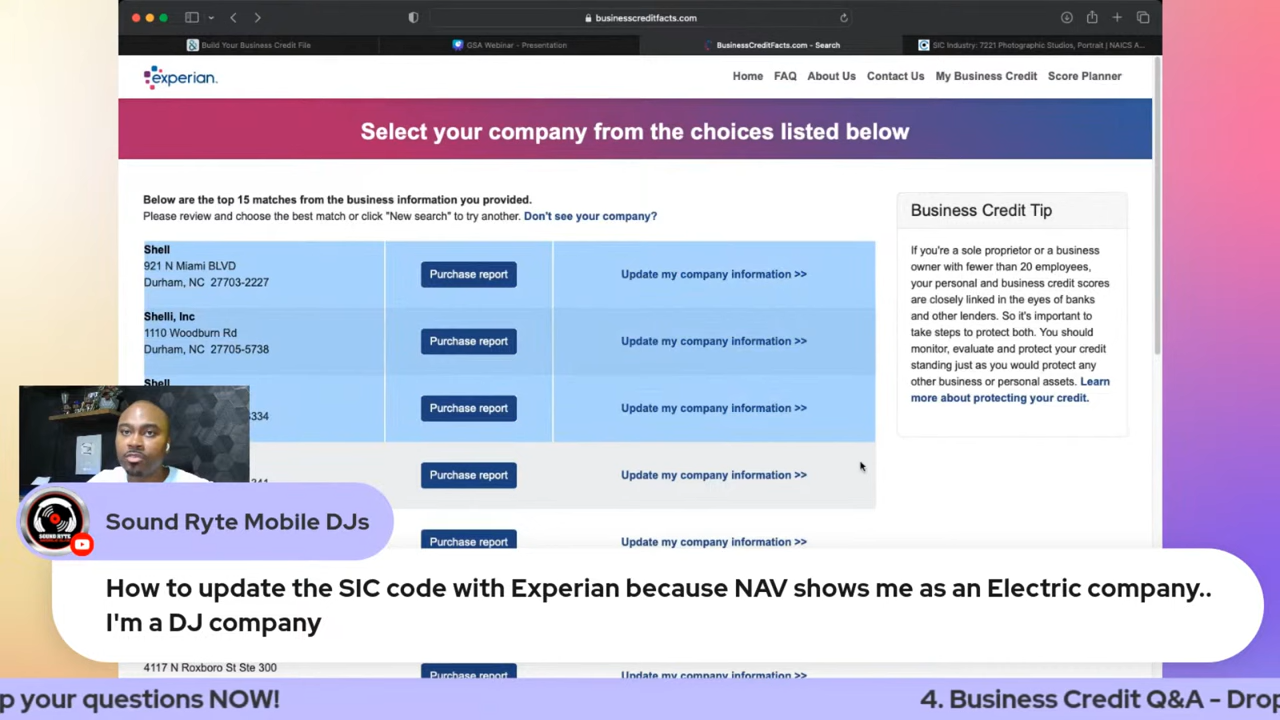 businesscreditfacts.com
Build Your Business Credit File
GSA Webinar - Presentation
BusinessCreditFacts.com - Search
SIC Industry: 7221 Photographic Studios, Portrait | NAICS A...
experian.
Home FAQ About Us Contact Us My Business Credit Score Planner
Select your company from the choices listed below
Below are the top 15 matches from the business information you provided.
Please review and choose the best match or click "New search" to try another. Don't see your company?
Shell
921 N Miami BLVD
Durham, NC 27703-2227
Purchase report
Update my company information >>
Shelli, Inc
1110 Woodburn Rd
Durham, NC 27705-5738
Purchase report
Update my company information >>
Shell
Purchase report
Update my company information >>
Purchase report
Update my company information >>
Purchase report
Update my company information >>
Business Credit Tip
If you're a sole proprietor or a business
owner with fewer than 20 employees,
your personal and business credit scores
are closely linked in the eyes of banks
and other lenders. So it's important to
take steps to protect both. You should
monitor, evaluate and protect your credit
standing just as you would protect any
other business or personal assets. Learn
more about protecting your credit.
SOUND RYTE
Sound Ryte Mobile DJs
How to update the SIC code with Experian because NAV shows me as an Electric company..
I'm a DJ company
4117 N Roxboro St Ste 300
Purchase report
Update my company information >>
p your questions NOW!
4. Business Credit Q&A - Drop